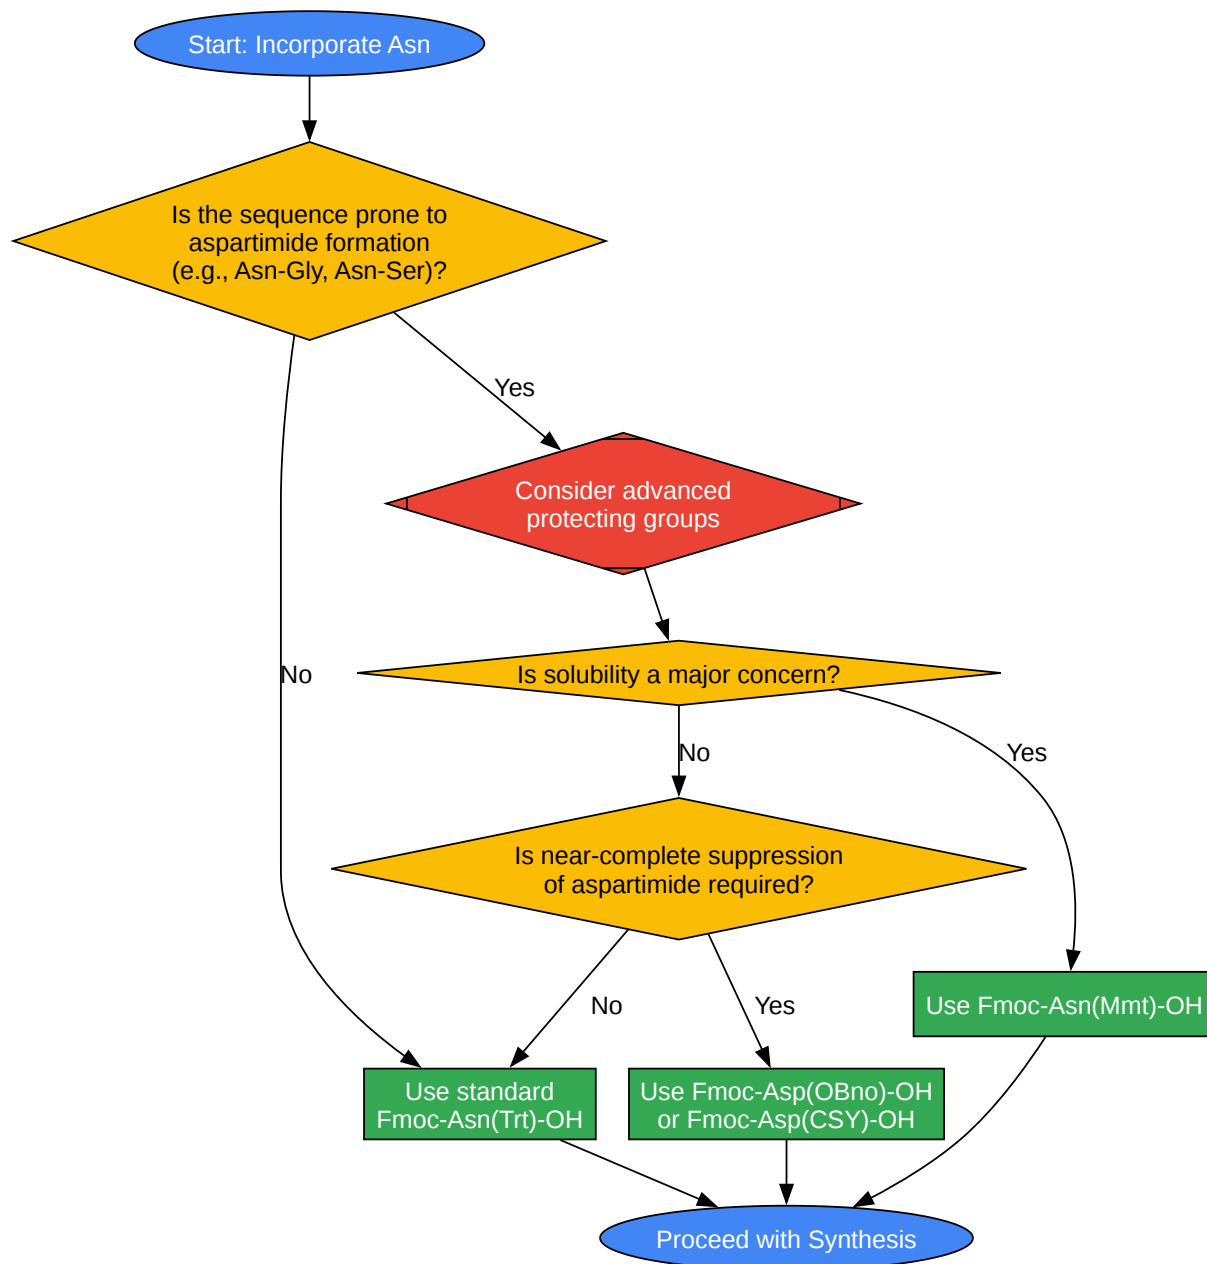 Start: Incorporate Asn
Is the sequence prone to
aspartimide formation
(e.g., Asn-Gly, Asn-Ser)?
Yes
Consider advanced
protecting groups
No
Is solubility a major concern?
No
Yes
Is near-complete suppression
of aspartimide required?
No
Yes
Use Fmoc-Asn(Mmt)-OH
Use standard
Fmoc-Asn(Trt)-OH
Use Fmoc-Asp(OBno)-OH
or Fmoc-Asp(CSY)-OH
Proceed with Synthesis